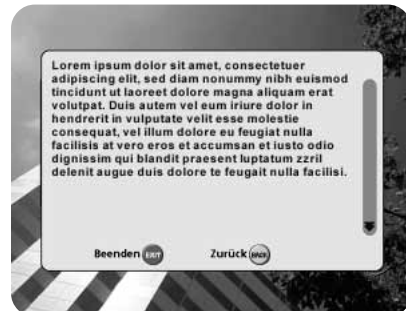 Lorem ipsum dolor sit amet, consectetuer
adipiscing elit, sed diam nonummy nibh euismod
tincidunt ut laoreet dolore magna aliquam erat
volutpat. Duis autem vel eum iriure dolor in
hendrerit in vulputate velit esse molestie
consequat, vel illum dolore eu feugiat nulla
facilisis at vero eros et accumsan et iusto odio
dignissim qui blandit praesent luptatum zzril
delenit augue duis dolore te feugait nulla facilisi.
Beenden EXIT Zurück BACK